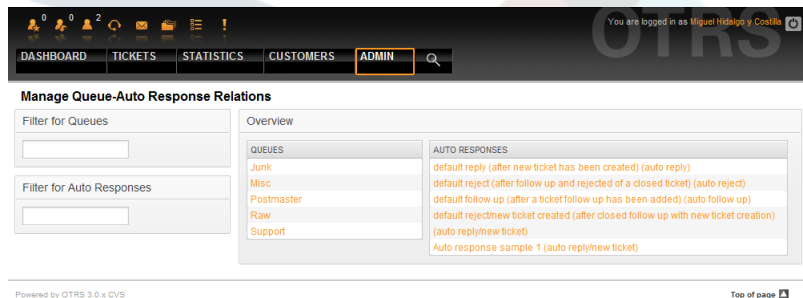 0 0 2
You are logged in as Miguel Hidalgo y Costilla
OTRS
DASHBOARD TICKETS STATISTICS CUSTOMERS ADMIN
Manage Queue-Auto Response Relations
Filter for Queues
Filter for Auto Responses
Overview
QUEUES
Junk
Misc
Postmaster
Raw
Support
AUTO RESPONSES
default reply (after new ticket has been created) (auto reply)
default reject (after follow up and rejected of a closed ticket) (auto reject)
default follow up (after a ticket follow up has been added) (auto follow up)
default reject/new ticket created (after closed follow up with new ticket creation)
(auto reply/new ticket)
Auto response sample 1 (auto reply/new ticket)
Powered by OTRS 3.0.x CVS
Top of page